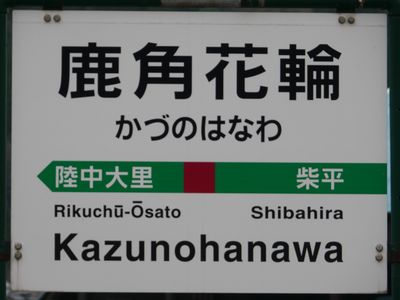 鹿角花輪
かづのはなわ
陸中大里 柴平
Rikuchū-Ōsato Shibahira
Kazunohanawa